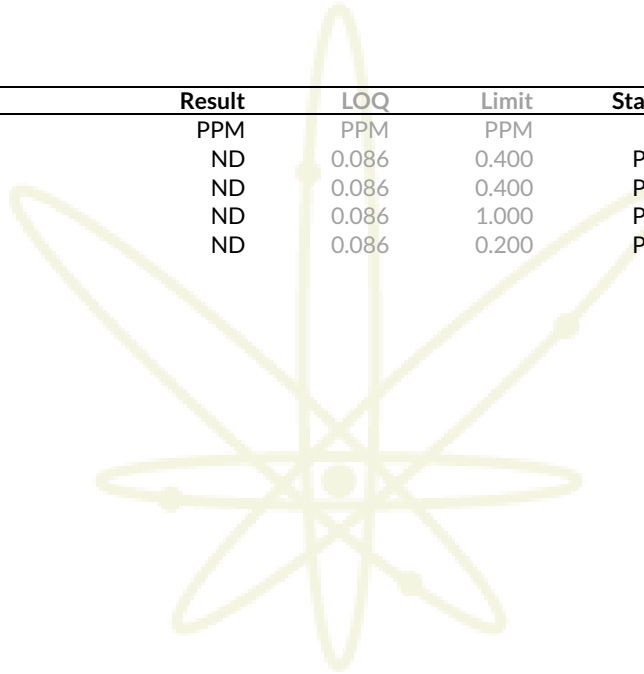 Result LOQ Limit Sta
PPM PPM PPM
ND 0.086 0.400 P
ND 0.086 0.400 P
ND 0.086 1.000 P
ND 0.086 0.200 P